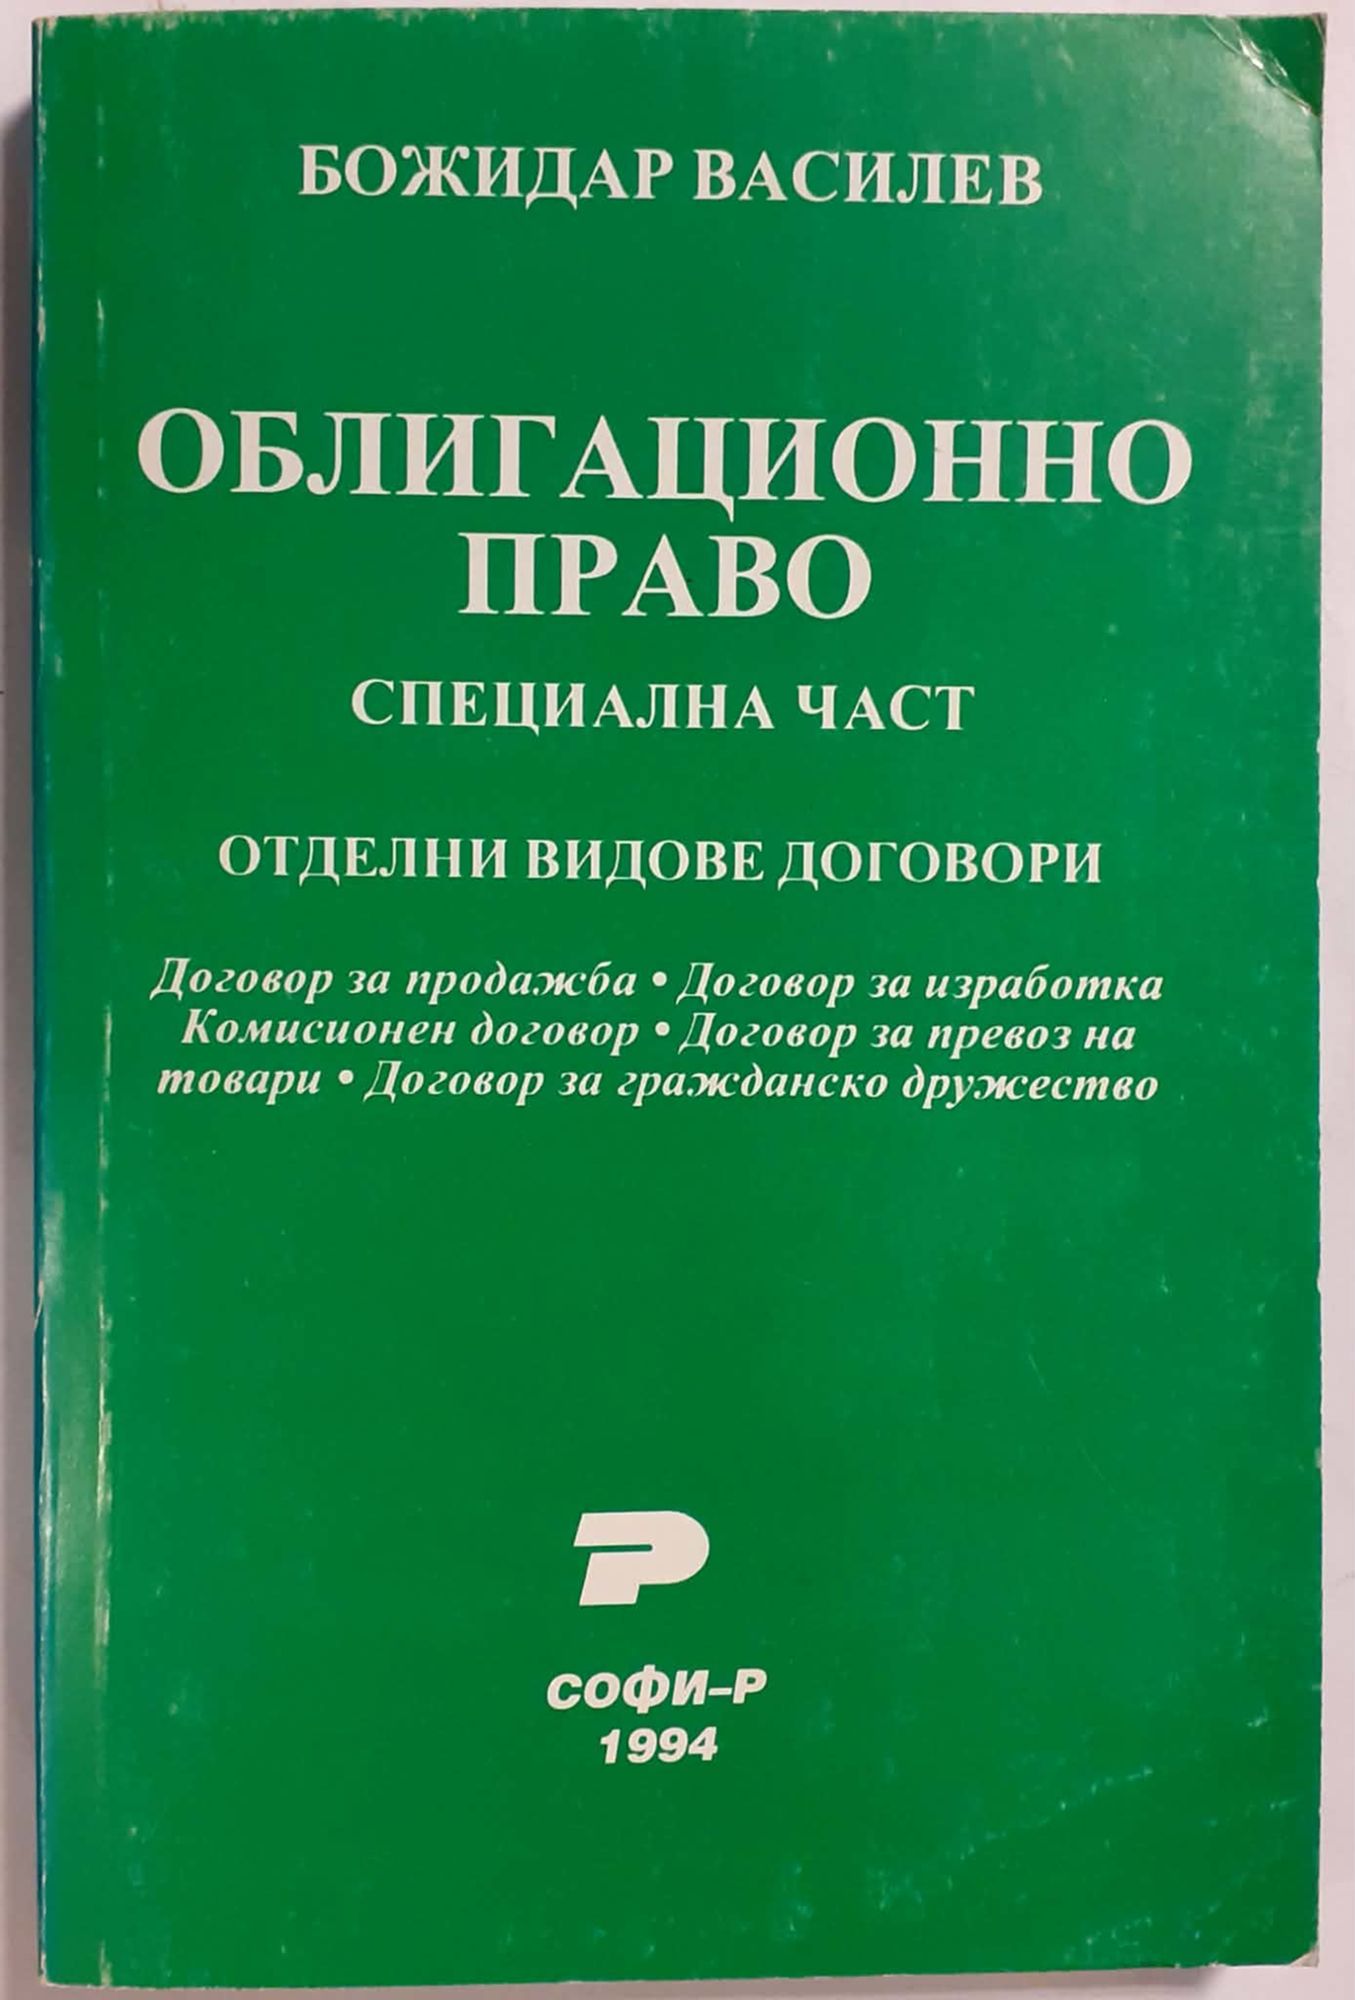 БОЖИДАР ВАСИЛЕВ
ОБЛИГАЦИОННО
ПРАВО
СПЕЦИАЛНА ЧАСТ
ОТДЕЛНИ ВИДОВЕ ДОГОВОРИ
Договор за продажба • Договор за изработка
Комисионен договор • Договор за превоз на
товари • Договор за гражданско дружество
Р
СОФИ-Р
1994